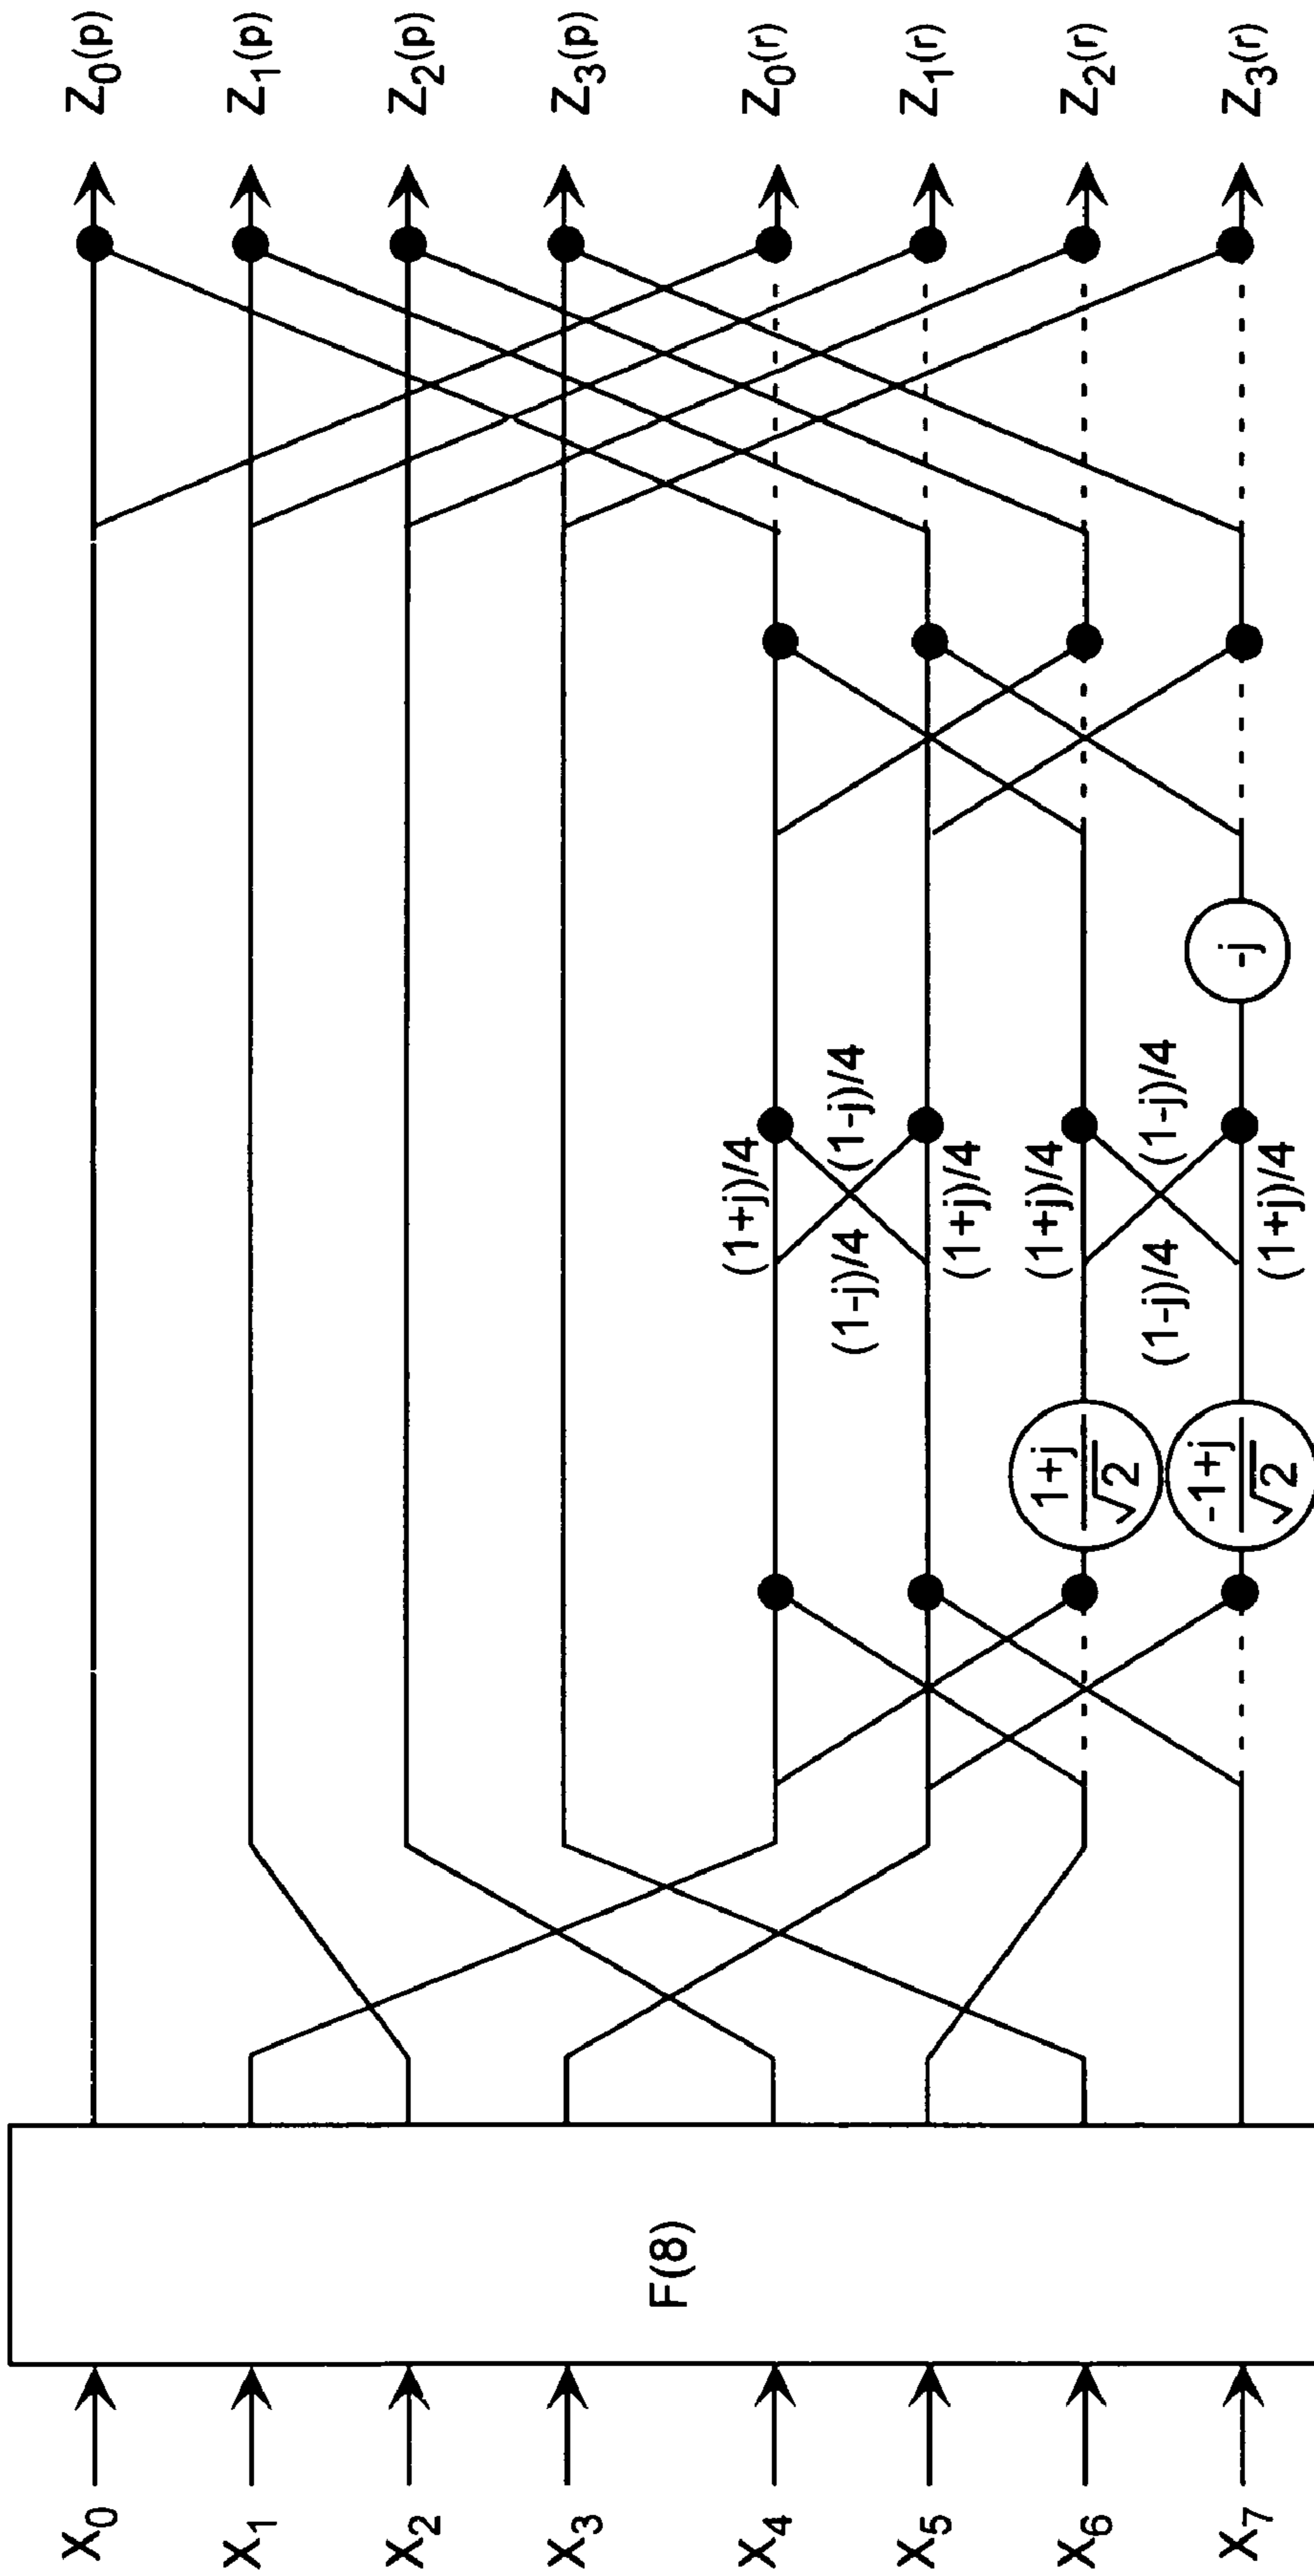 X₀
X₁
X₂
X₃
X₄
X₅
X₆
X₇
F(8)
1+j
√2
-1+j
√2
(1+j)/4
(1-j)/4
(1-j)/4
(1+j)/4
(1+j)/4
(1-j)/4
(1-j)/4
(1+j)/4
-j
Z₀(p)
Z₁(p)
Z₂(p)
Z₃(p)
Z₀(r)
Z₁(r)
Z₂(r)
Z₃(r)